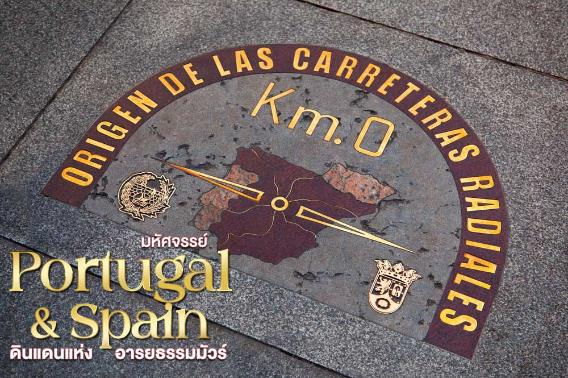 ORIGEN DE LAS CARRETERAS RADIALES
Km.0
มหัศจรรย์
Portugal
& Spain
ดินแดนแห่ง อารยธรรมมัวร์